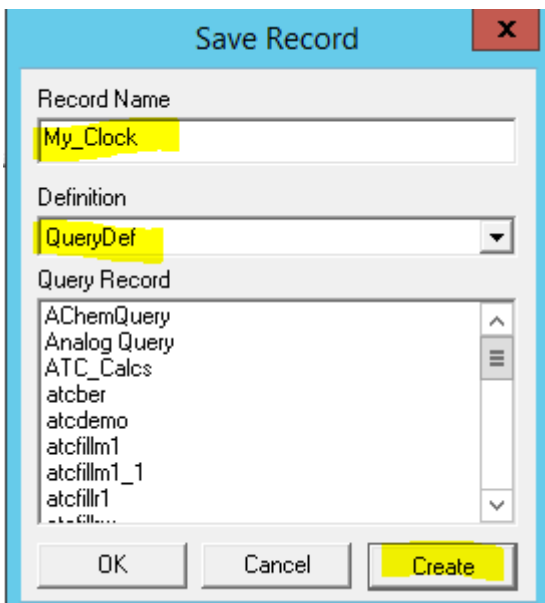 Save Record
x
Record Name
My_Clock
Definition
QueryDef
Query Record
AChemQuery
Analog Query
ATC_Calcs
atcber
atcdemo
atcfillm1
atcfillm1_1
atcfillr1
OK Cancel Create